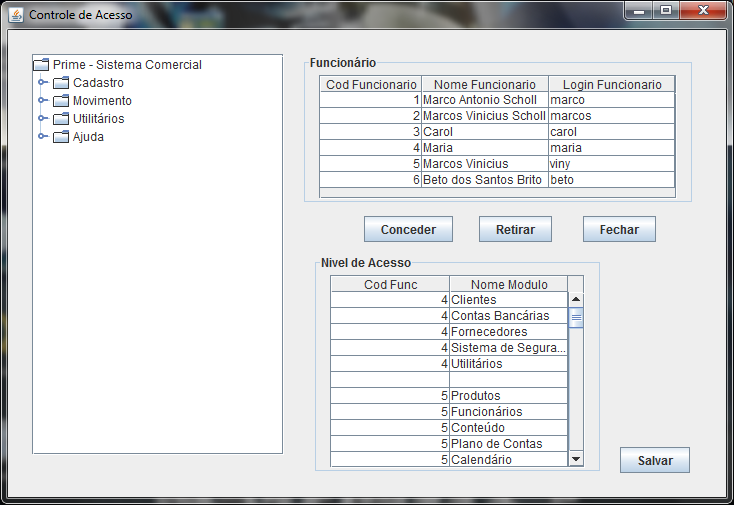 Controle de Acesso
Prime - Sistema Comercial
Cadastro
Movimento
Utilitários
Ajuda
Funcionário
Cod Funcionario Nome Funcionario Login Funcionario
1 Marco Antonio Scholl marco
2 Marcos Vinicius Scholl marcos
3 Carol carol
4 Maria maria
5 Marcos Vinicius viny
6 Beto dos Santos Brito beto
Conceder Retirar Fechar
Nivel de Acesso
Cod Func Nome Modulo
4 Clientes
4 Contas Bancárias
4 Fornecedores
4 Sistema de Segura...
4 Utilitários
5 Produtos
5 Funcionários
5 Conteúdo
5 Plano de Contas
5 Calendário
Salvar